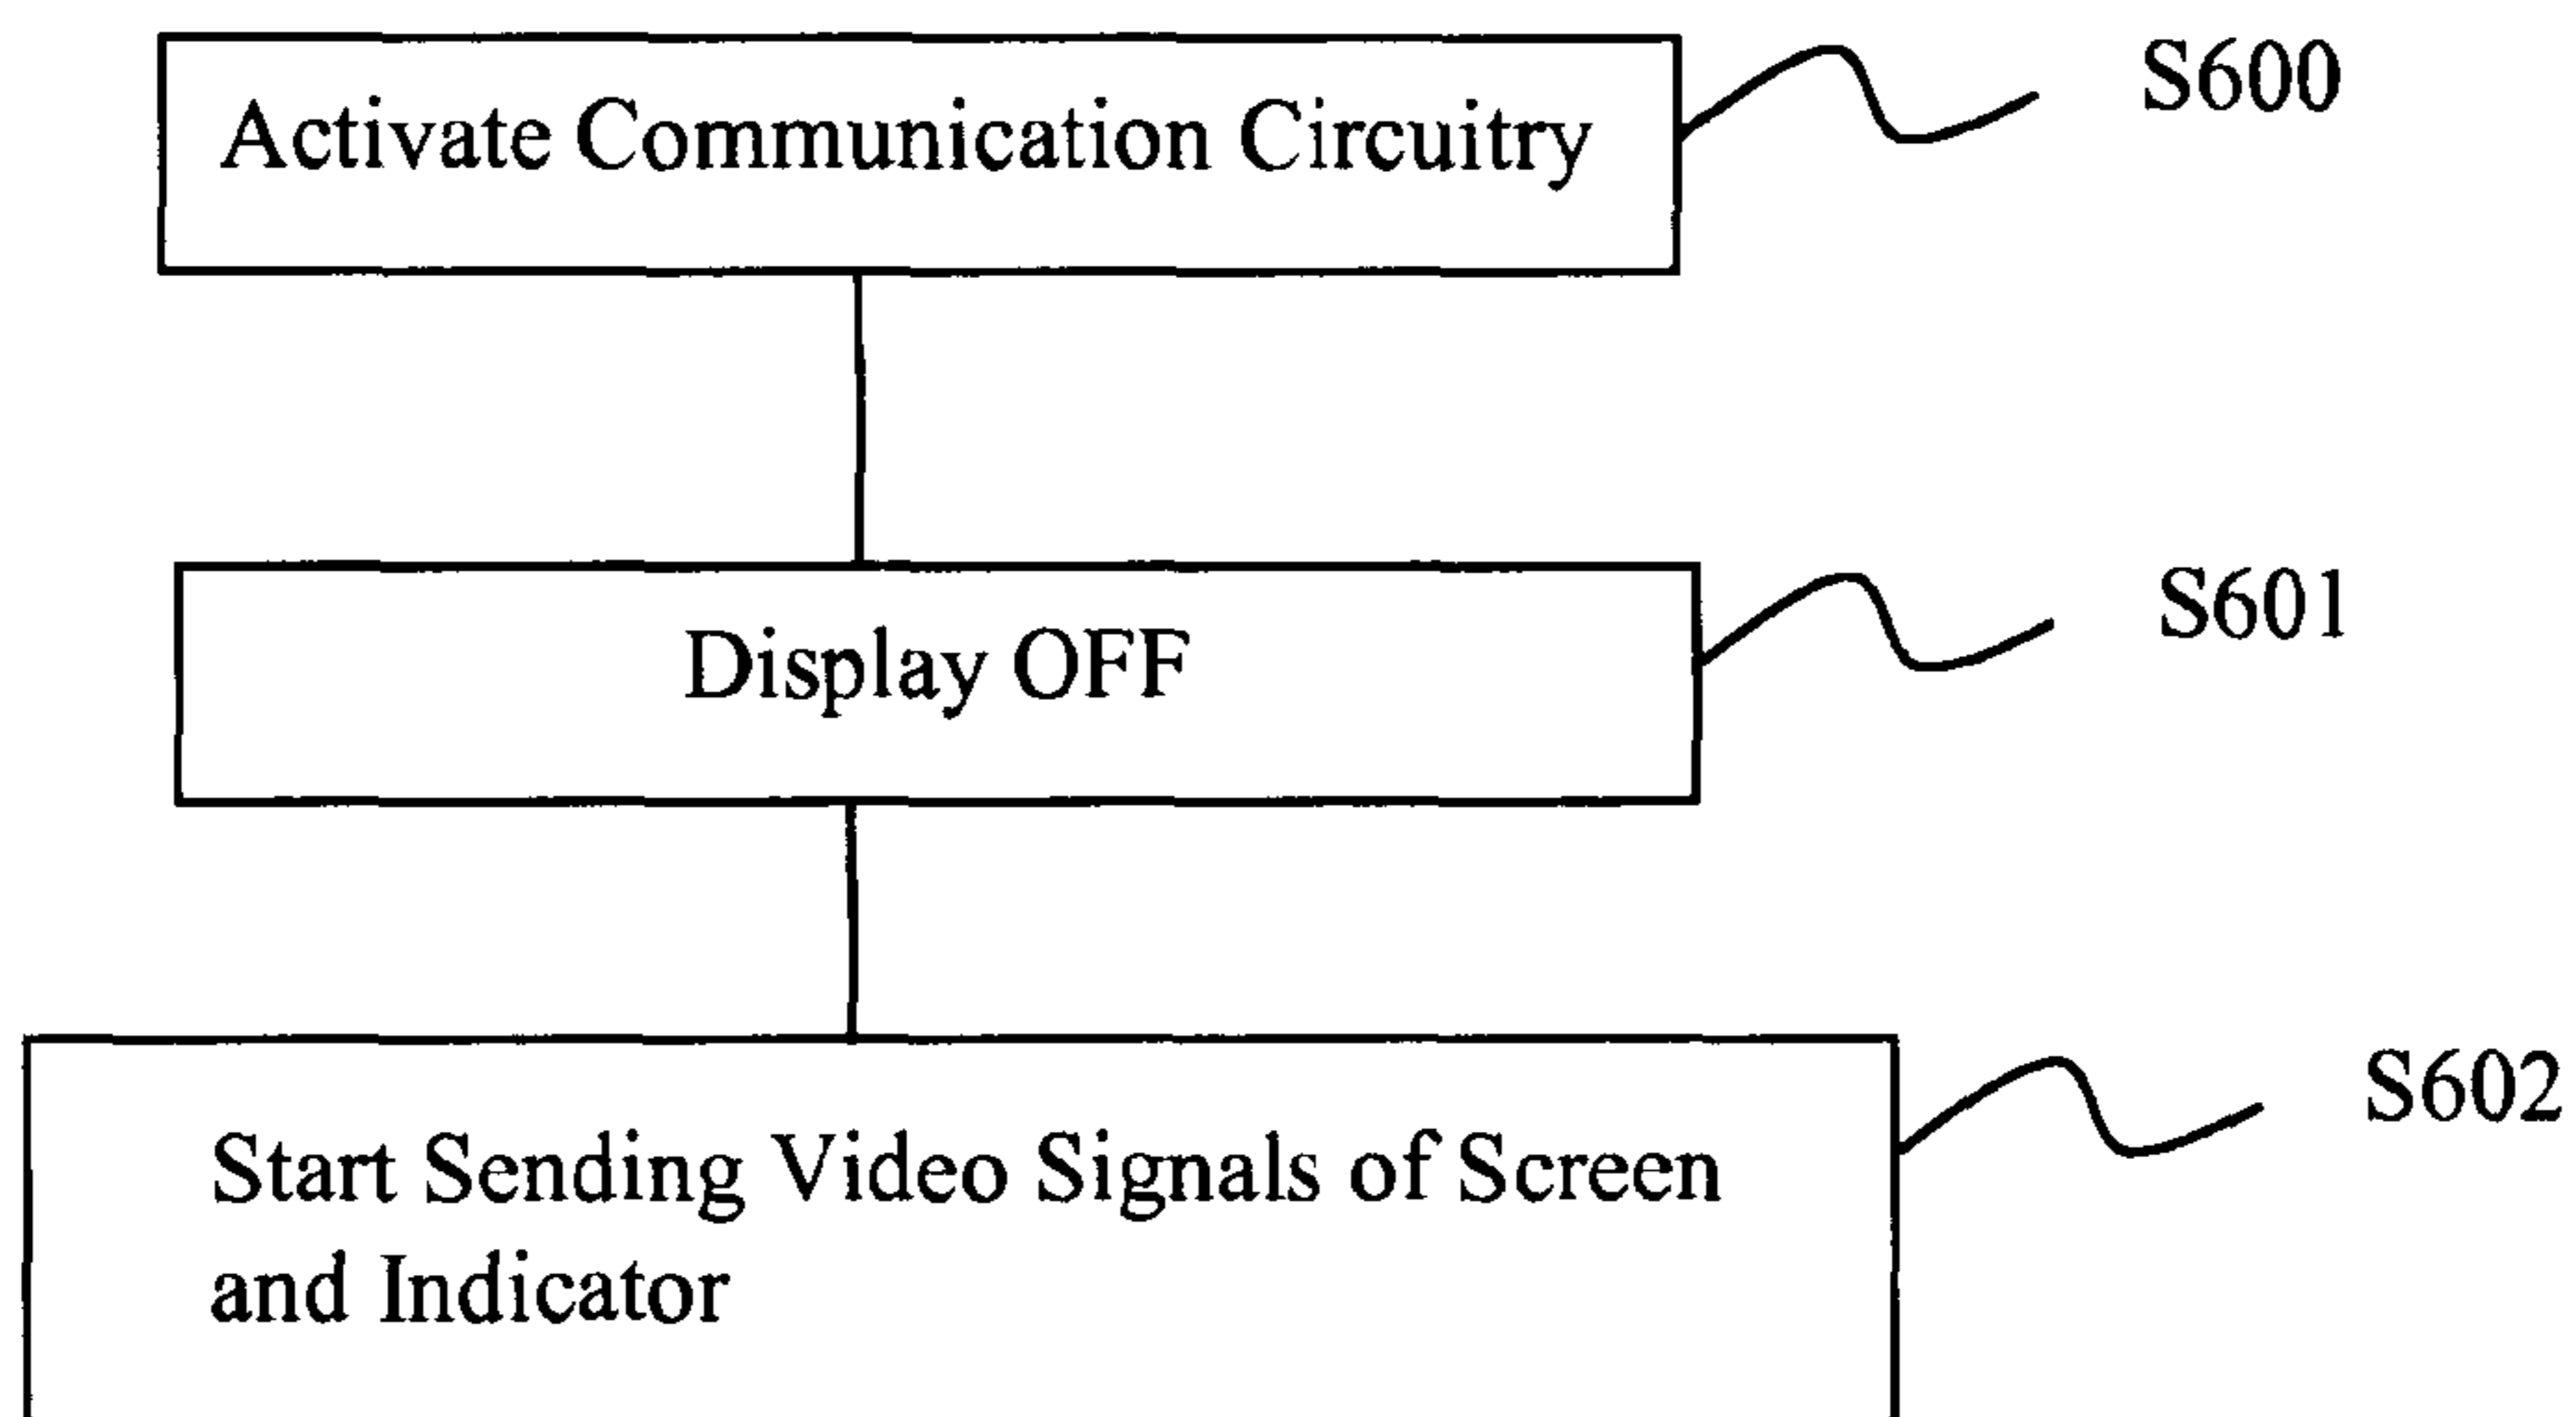 Activate Communication Circuitry
S600
Display OFF
S601
Start Sending Video Signals of Screen
and Indicator
S602